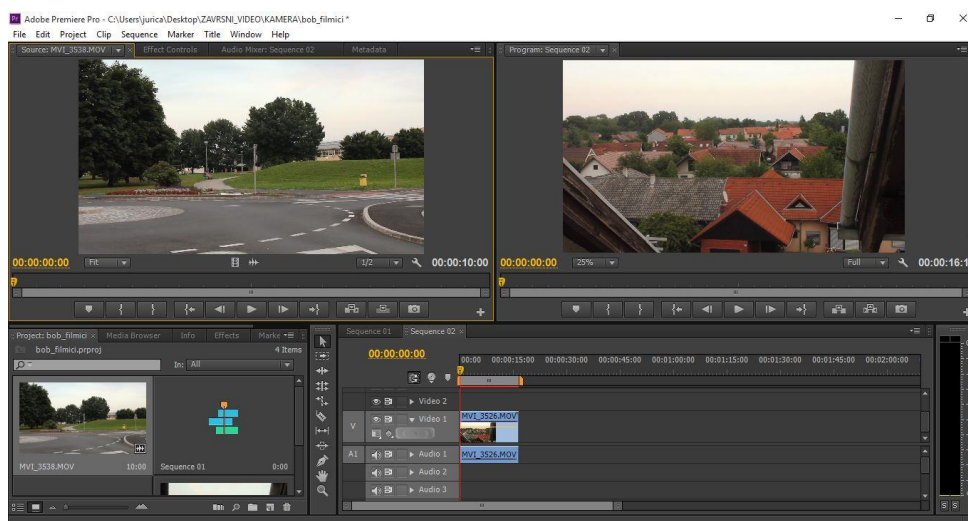 Adobe Premiere Pro - C:\Users\jurica\Desktop\ZAVRSNI_VIDEO\KAMERA\bob_filmici *
File Edit Project Clip Sequence Marker Title Window Help
Source: MVI_3538.MOV Effect Controls Audio Mixer: Sequence 02 Metadata
Program: Sequence 02
00:00:00:00 Fit 1/2 00:00:10:00
00:00:00:00 25% Full 00:00:16:1
Project: bob_filmici Media Browser Info Effects Marke
bob_filmici.prproj 4 Items
In: All
MVI_3538.MOV 10:00 Sequence 01 0:00
Sequence 01 Sequence 02
00:00:00:00
00:00 00:00:15:00 00:00:30:00 00:00:45:00 00:01:00:00 00:01:15:00 00:01:30:00 00:01:45:00 00:02:00:00
Video 2
V Video 1 MVI_3526.MOV
A1 Audio 1 MVI_3526.MOV
Audio 2
Audio 3
S S